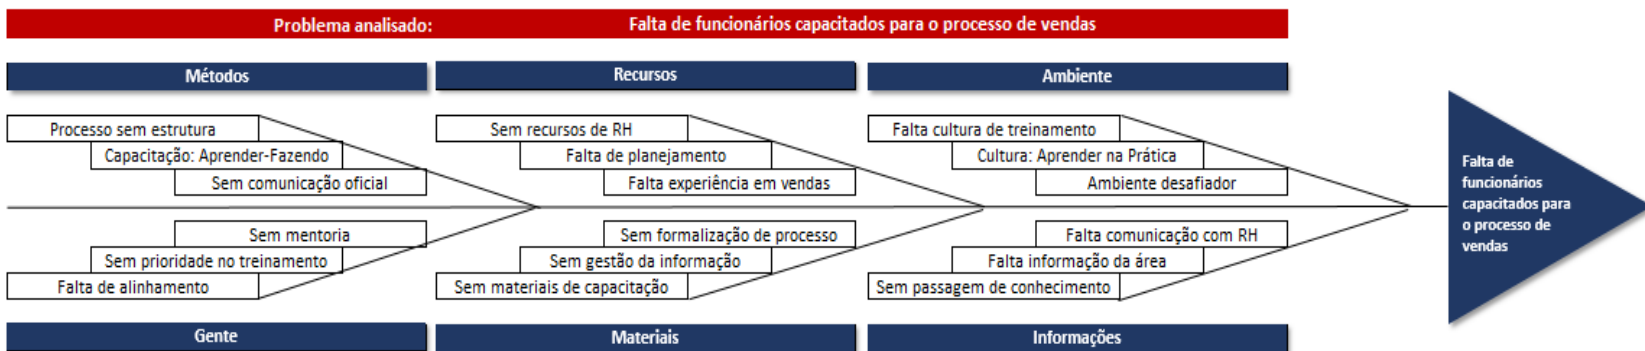 Problema analisado: Falta de funcionários capacitados para o processo de vendas
Métodos
Recursos
Ambiente
Processo sem estrutura
Capacitação: Aprender-Fazendo
Sem comunicação oficial
Sem recursos de RH
Falta de planejamento
Falta experiência em vendas
Falta cultura de treinamento
Cultura: Aprender na Prática
Ambiente desafiador
Sem mentoria
Sem prioridade no treinamento
Falta de alinhamento
Sem formalização de processo
Sem gestão da informação
Sem materiais de capacitação
Falta comunicação com RH
Falta informação da área
Sem passagem de conhecimento
Gente
Materiais
Informações
Falta de
funcionários
capacitados para
o processo de
vendas